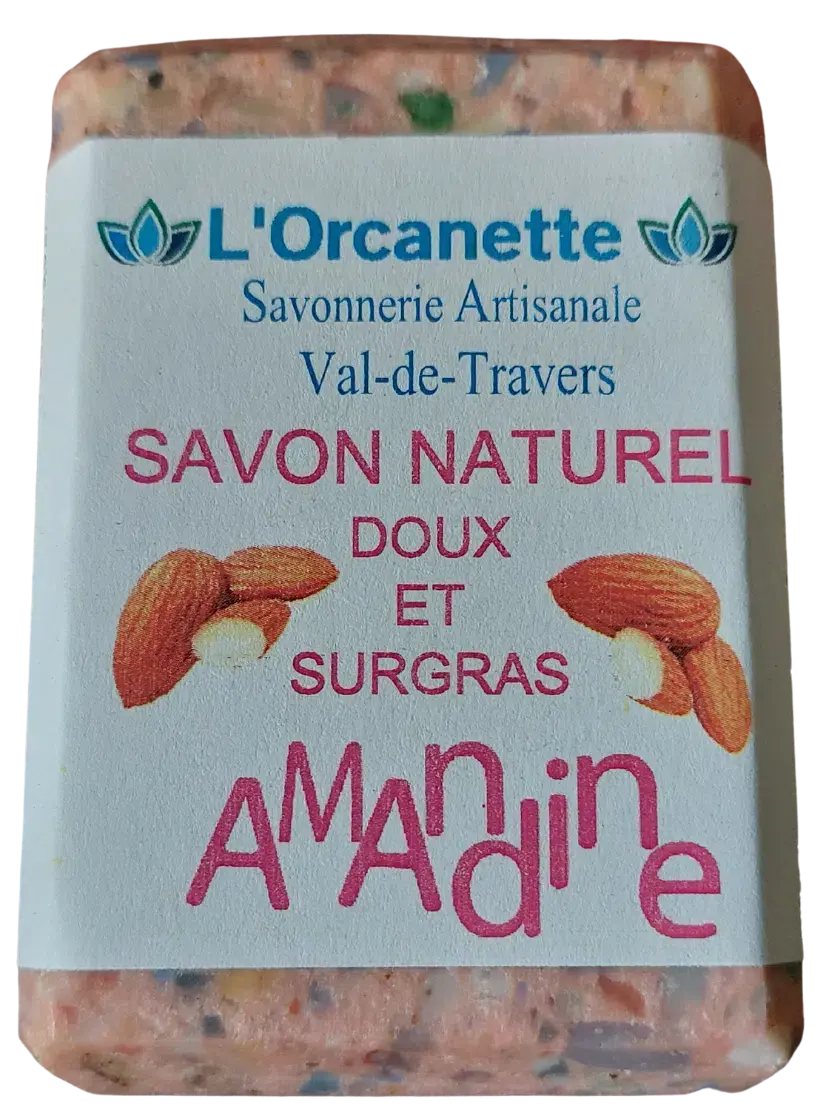 L'Orcanette
Savonnerie Artisanale
Val-de-Travers
SAVON NATUREL
DOUX
ET
SURGRAS
AMAndine